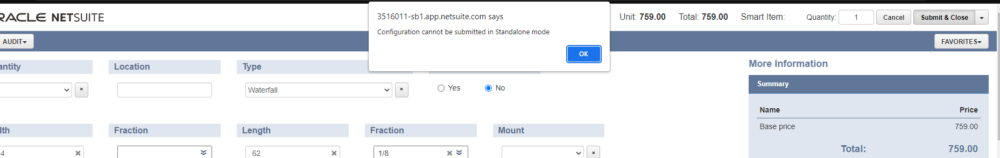 RACLE NETSUITE
3516011-sb1.app.netsuite.com says
Configuration cannot be submitted in Standalone mode
OK
Unit: 759.00 Total: 759.00 Smart Item: Quantity: 1 Cancel Submit & Close
AUDIT
FAVORITES
antity Location Type
Waterfall
Yes No
More Information
Summary
Name Price
Base price 759.00
Total: 759.00
dth Fraction Length Fraction Mount
4 62 1/8